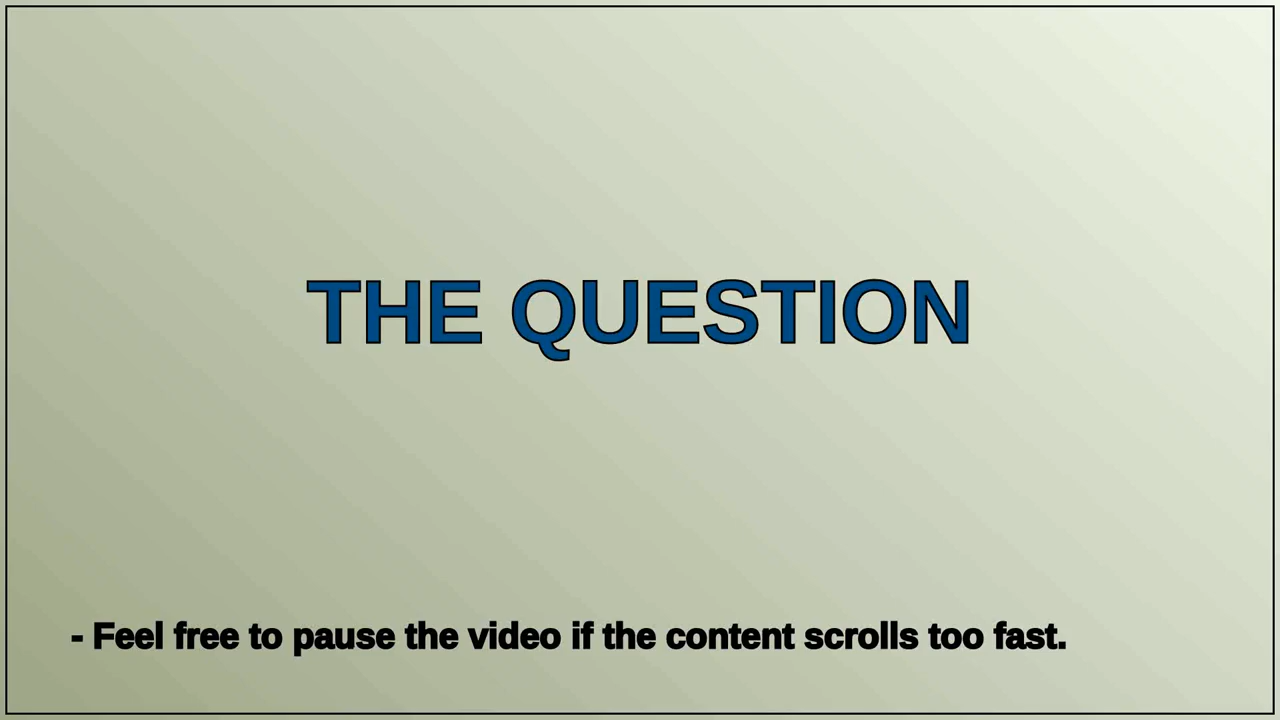 THE QUESTION
- Feel free to pause the video if the content scrolls too fast.